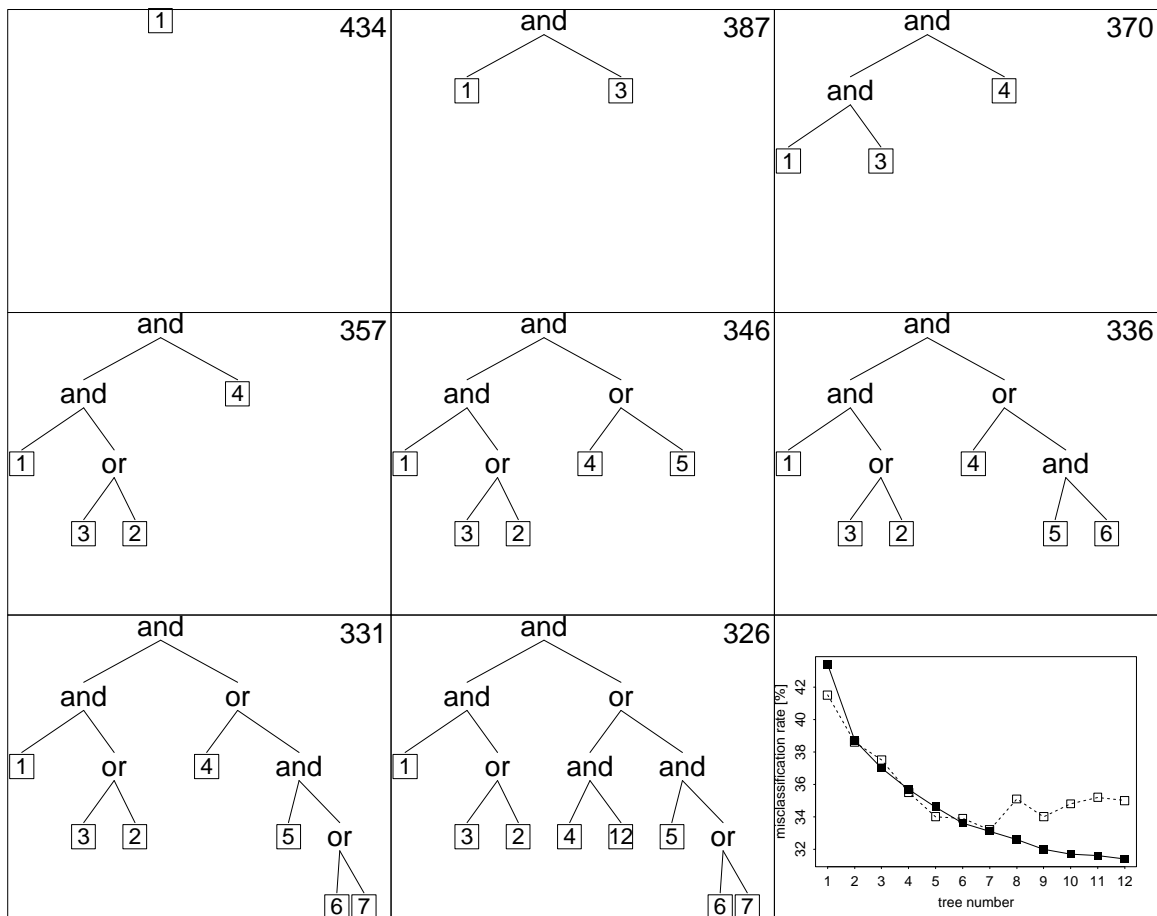 1 434
and 387
1 3
and 370
and 4
1 3
and 357
and 4
1 or
3 2
and 346
and or
1 or 4 5
3 2
and 336
and or
1 or 4 and
3 2 5 6
and 331
and or
1 or 4 and
3 2 5 or
6 7
and 326
and or
1 or and and
3 2 4 12 5 or
6 7
misclassification rate [%]
42
40
38
36
34
32
1 2 3 4 5 6 7 8 9 10 11 12
tree number